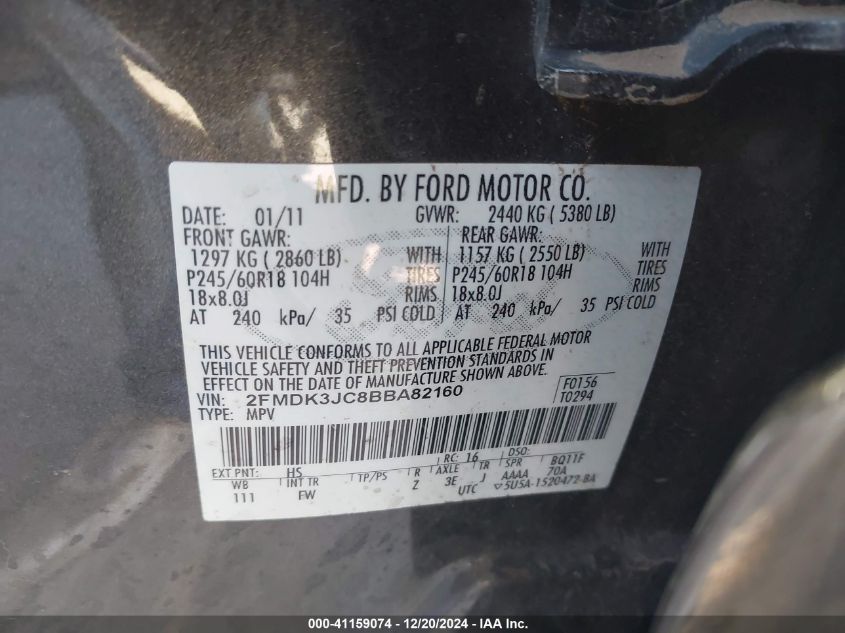 MFD. BY FORD MOTOR CO.
DATE: 01/11 GVWR: 2440 KG ( 5380 LB)
FRONT GAWR: REAR GAWR:
1297 KG ( 2860 LB) WITH 1157 KG ( 2550 LB) WITH
P245/60R18 104H TIRES P245/60R18 104H TIRES
18x8.0J RIMS 18x8.0J RIMS
AT 240 kPa/ 35 PSI COLD AT 240 kPa/ 35 PSI COLD
THIS VEHICLE CONFORMS TO ALL APPLICABLE FEDERAL MOTOR
VEHICLE SAFETY AND THEFT PREVENTION STANDARDS IN
EFFECT ON THE DATE OF MANUFACTURE SHOWN ABOVE.
VIN: 2FMDK3JC8BBA82160 F0156
TYPE: MPV T0294
EXT PNT: HS RC: 16 DSO: BQ11F
WB INT TR TP/PS R AXLE TR SPR
111 FW Z 3E J AAAA 70A
UTC ▽5U5A-1520472-BA
000-41159074 - 12/20/2024 - IAA Inc.